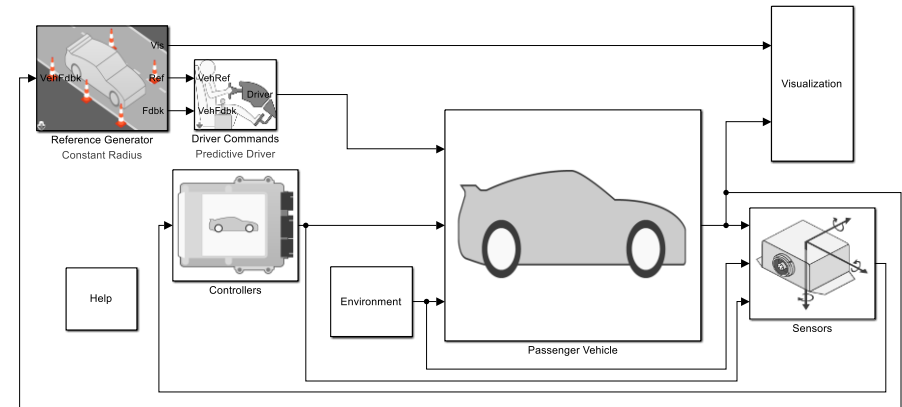 Vis
VehFdbk
Ref
Fdbk
Reference Generator
Constant Radius
VehRef
Driver
VehFdbk
Driver Commands
Predictive Driver
Visualization
Controllers
Help
Environment
Passenger Vehicle
Sensors